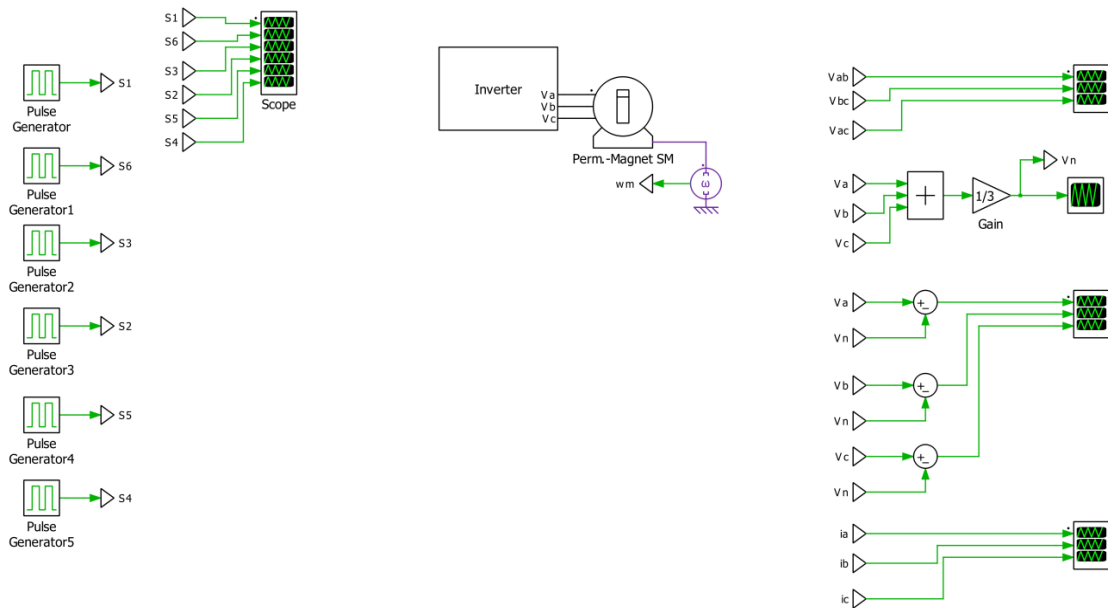 S1
S6
S3
S2
S5
S4
Scope
S1
Pulse
Generator
S6
Pulse
Generator1
S3
Pulse
Generator2
S2
Pulse
Generator3
S5
Pulse
Generator4
S4
Pulse
Generator5
Inverter
Va
Vb
Vc
Perm.-Magnet SM
wm
ω
Vab
Vbc
Vac
Va
Vb
Vc
+
1/3
Gain
Vn
Va
+
−
Vn
Vb
+
−
Vn
Vc
+
−
Vn
ia
ib
ic